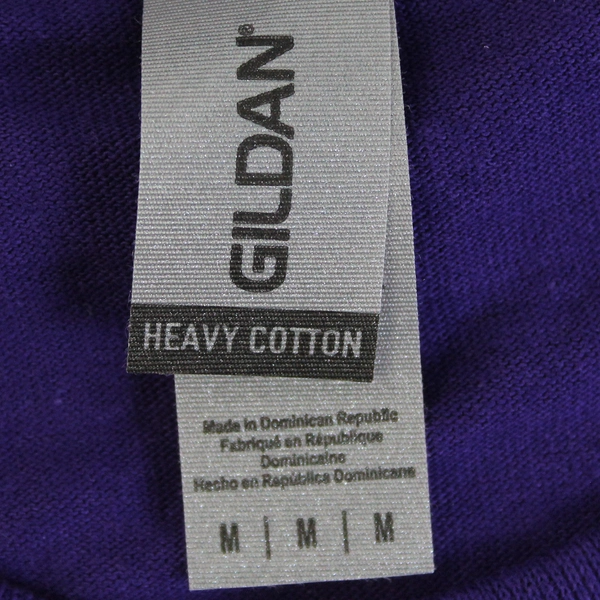 GILDAN®
HEAVY COTTON
Made in Dominican Republic
Fabriqué en République
Dominicaine
Hecho en República Dominicana
M | M | M